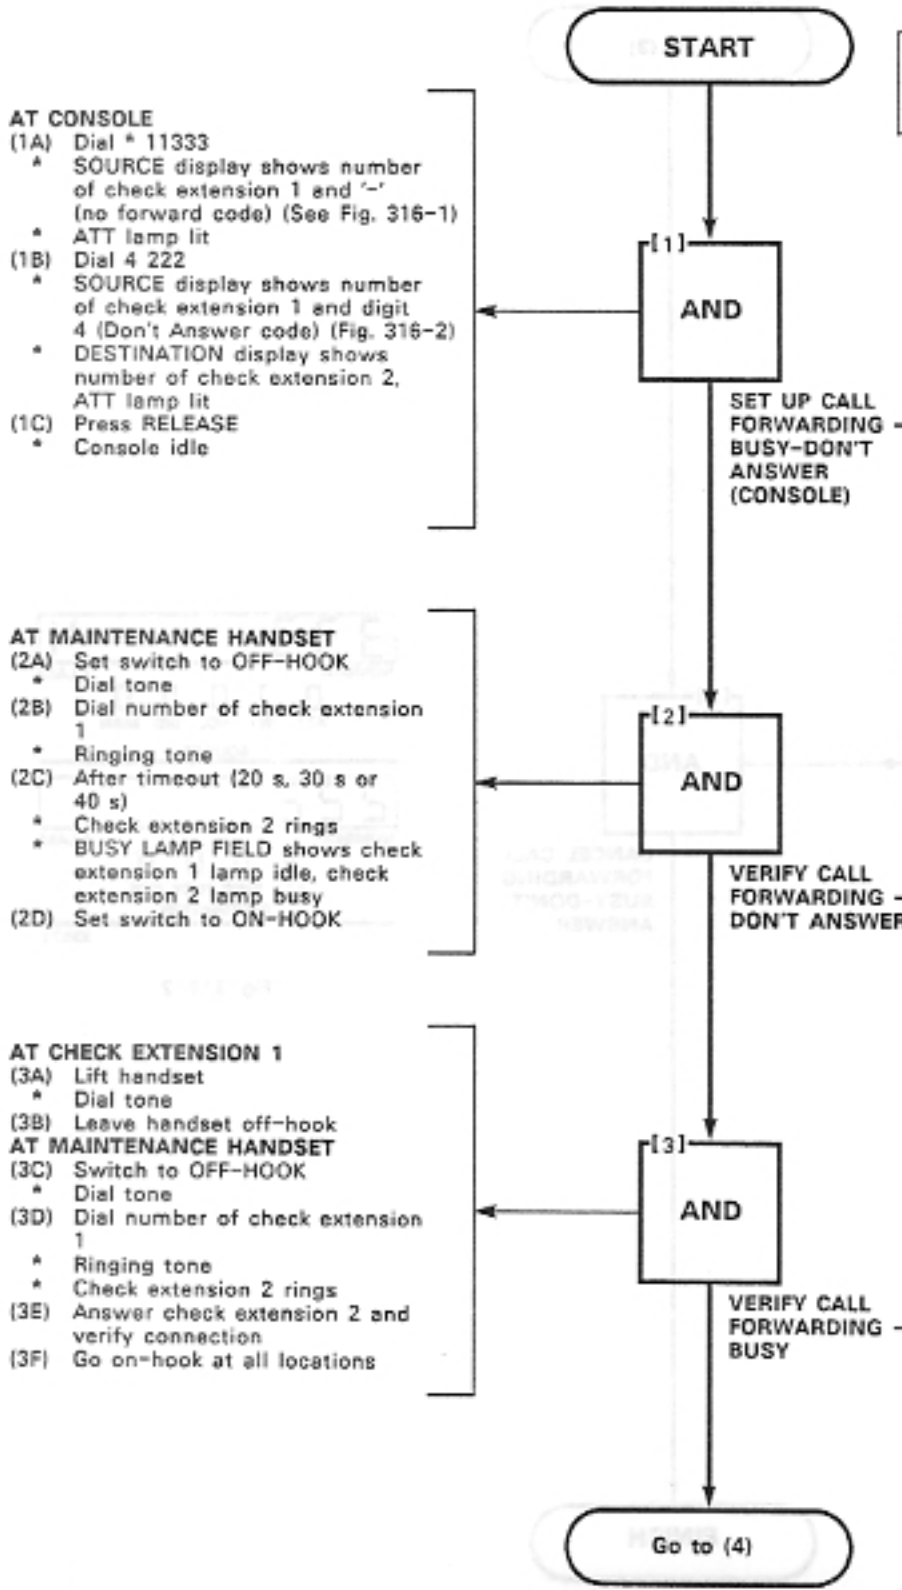 START
AT CONSOLE
(1A) Dial * 11333
* SOURCE display shows number
of check extension 1 and '-'
(no forward code) (See Fig. 316-1)
* ATT lamp lit
(1B) Dial 4 222
* SOURCE display shows number
of check extension 1 and digit
4 (Don't Answer code) (Fig. 316-2)
* DESTINATION display shows
number of check extension 2,
ATT lamp lit
(1C) Press RELEASE
* Console idle
[1]
AND
SET UP CALL
FORWARDING -
BUSY-DON'T
ANSWER
(CONSOLE)
AT MAINTENANCE HANDSET
(2A) Set switch to OFF-HOOK
* Dial tone
(2B) Dial number of check extension
1
* Ringing tone
(2C) After timeout (20 s, 30 s or
40 s)
* Check extension 2 rings
* BUSY LAMP FIELD shows check
extension 1 lamp idle, check
extension 2 lamp busy
(2D) Set switch to ON-HOOK
[2]
AND
VERIFY CALL
FORWARDING -
DON'T ANSWER
AT CHECK EXTENSION 1
(3A) Lift handset
* Dial tone
(3B) Leave handset off-hook
AT MAINTENANCE HANDSET
(3C) Switch to OFF-HOOK
* Dial tone
(3D) Dial number of check extension
1
* Ringing tone
* Check extension 2 rings
(3E) Answer check extension 2 and
verify connection
(3F) Go on-hook at all locations
[3]
AND
VERIFY CALL
FORWARDING -
BUSY
Go to (4)